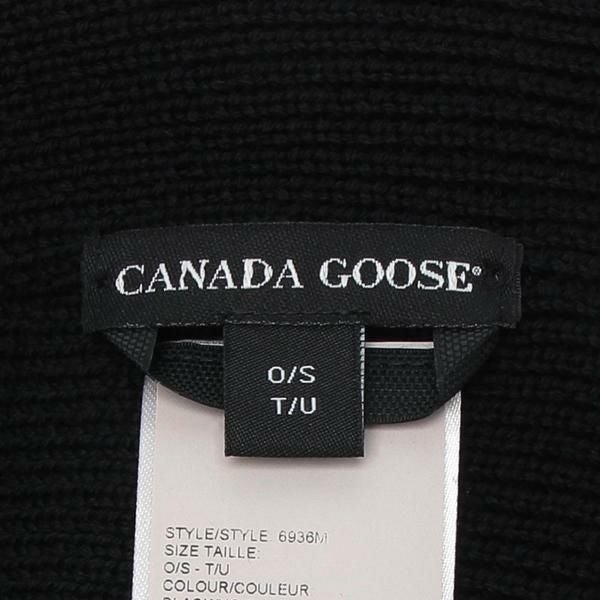 CANADA GOOSE®
O/S
T/U
STYLE/STYLE: 6936M
SIZE TAILLE:
O/S - T/U
COLOUR/COULEUR